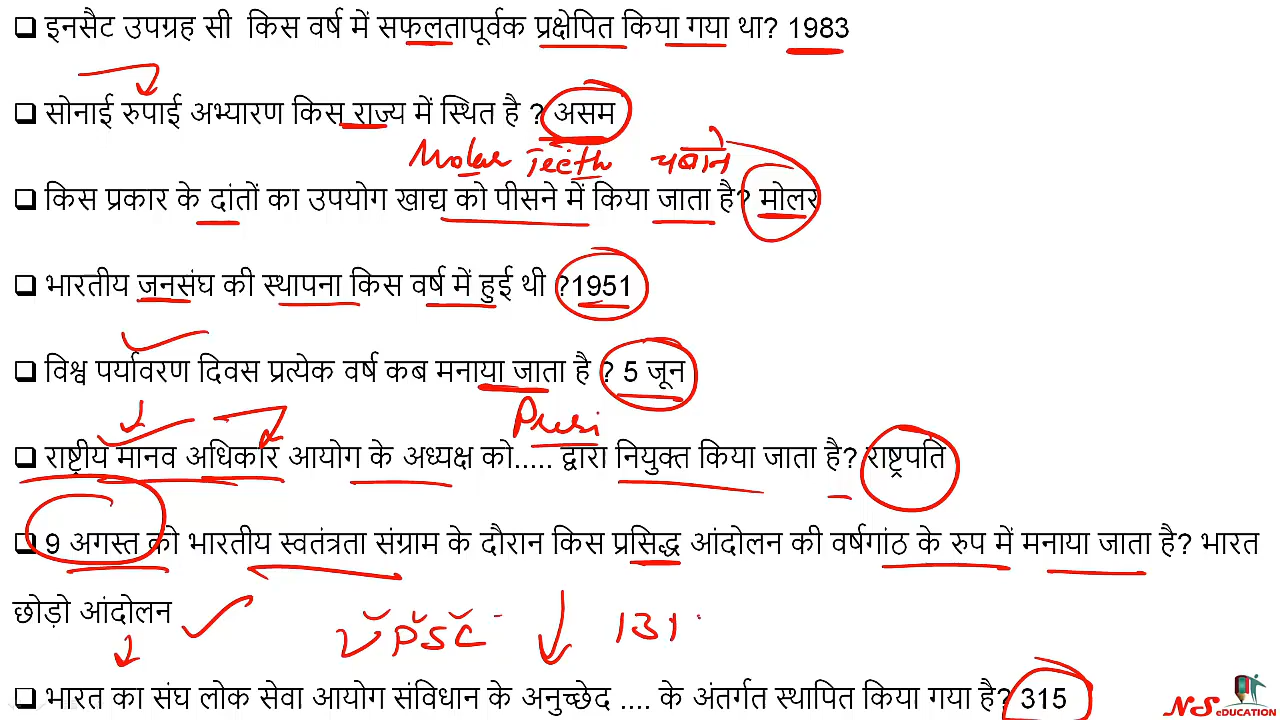 इनसैट उपग्रह सी किस वर्ष में सफलतापूर्वक प्रक्षेपित किया गया था? 1983
सोनाई रुपाई अभ्यारण किस राज्य में स्थित है ? असम
Molar Teeth
किस प्रकार के दांतों का उपयोग खाद्य को पीसने में किया जाता है? मोलर
भारतीय जनसंघ की स्थापना किस वर्ष में हुई थी ?1951
विश्व पर्यावरण दिवस प्रत्येक वर्ष कब मनाया जाता है ? 5 जून
Presi
राष्ट्रीय मानव अधिकार आयोग के अध्यक्ष को..... द्वारा नियुक्त किया जाता है? राष्ट्रपति
9 अगस्त को भारतीय स्वतंत्रता संग्राम के दौरान किस प्रसिद्ध आंदोलन की वर्षगांठ के रुप में मनाया जाता है? भारत
छोड़ो आंदोलन
UPSC 131
भारत का संघ लोक सेवा आयोग संविधान के अनुच्छेद .... के अंतर्गत स्थापित किया गया है? 315
NS eDUCATION